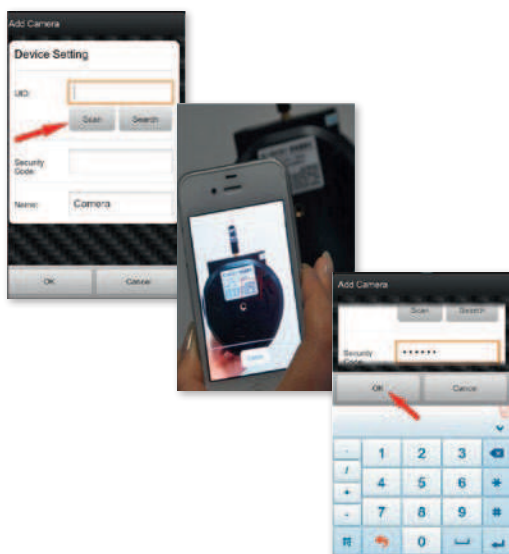 Add Camera
Device Setting
UID:
Scan Search
Security
Code:
Name: Camera
OK Cancel
Add Camera
Scan Search
Security
Code ••••••
OK Cancel
- 1 2 3
/ 4 5 6 *
+
- 7 8 9 #
符 0